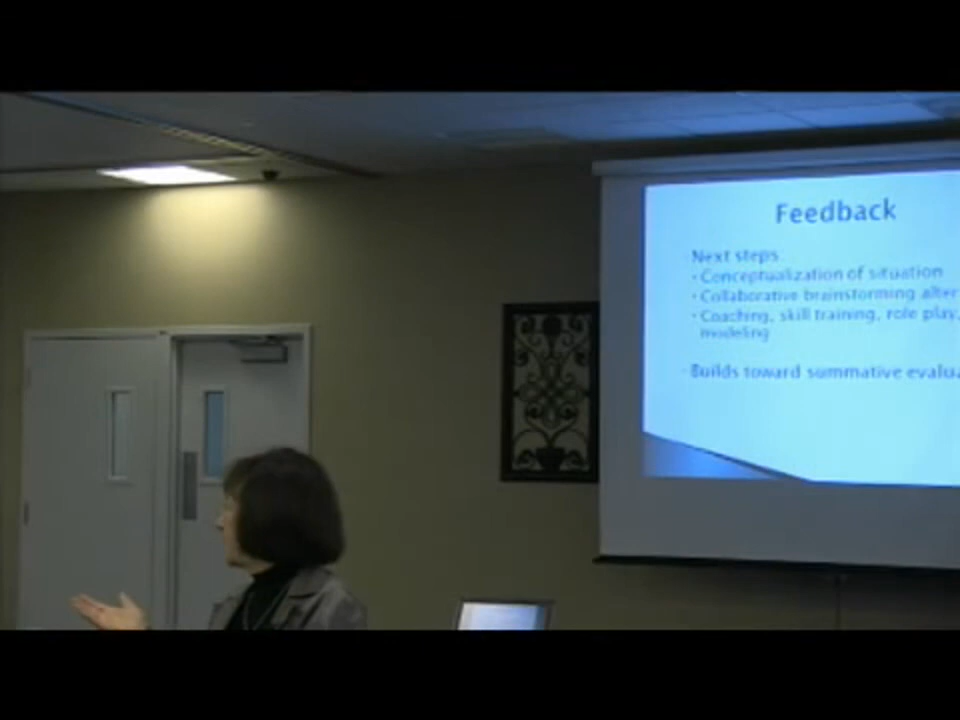 Feedback
Next steps
• Conceptualization of situation
• Collaborative brainstorming
• Coaching, skill training, role play,
modeling
Builds toward summative